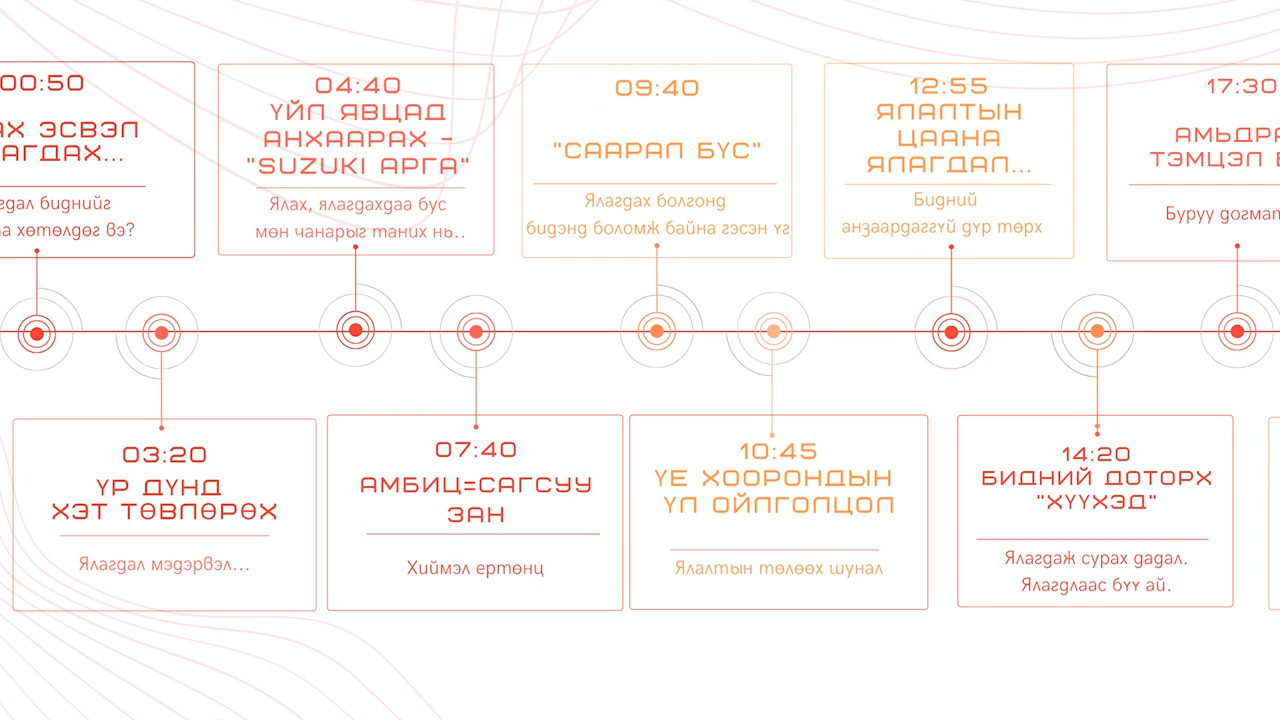 00:50
АХ ЭСВЭЛ
АГДАХ...
гдал биднийг
а хөтөлдөг вэ?
03:20
ҮР ДҮНД
ХЭТ ТӨВЛӨРӨХ
Ялагдал мэдэрвэл...
04:40
ҮЙЛ ЯВЦАД
АНХААРАХ -
"SUZUKI АРГА"
Ялах, ялагдахдаа бус
мөн чанарыг таних нь..
07:40
АМБИЦ=САГСУУ
ЗАН
Хиймэл ертөнц
09:40
"СААРАЛ БҮС"
Ялагдах болгонд
бидэнд боломж байна гэсэн үг
10:45
ҮЕ ХООРОНДЫН
ҮЛ ОЙЛГОЛЦОЛ
Ялалтын төлөөх шунал
12:55
ЯЛАЛТЫН
ЦААНА
ЯЛАГДАЛ...
Бидний
анзаардаггүй дүр төрх
14:20
БИДНИЙ ДОТОРХ
"ХҮҮХЭД"
Ялагдаж сурах дадал.
Ялагдлаас бүү ай.
17:30
АМЬДРА
ТЭМЦЭЛ
Буруу догмат